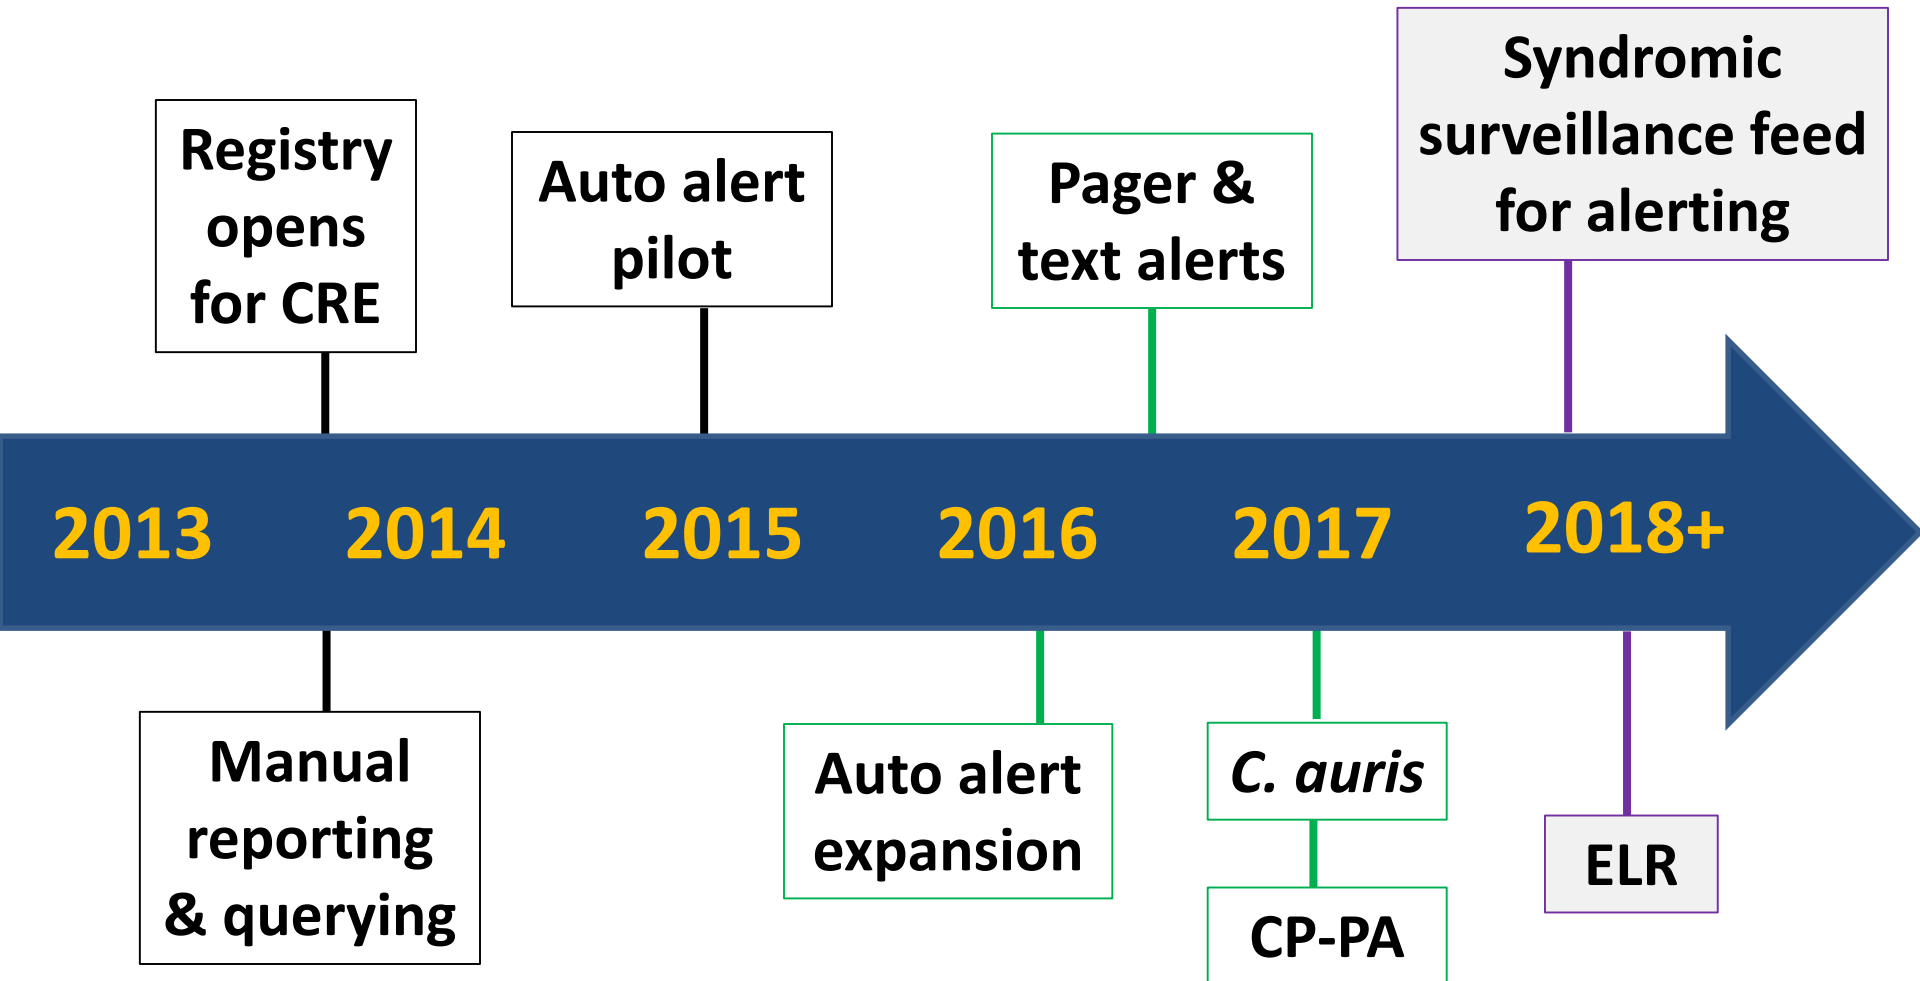 Registry
opens
for CRE
Auto alert
pilot
Pager &
text alerts
Syndromic
surveillance feed
for alerting
2013 2014 2015 2016 2017 2018+
Manual
reporting
& querying
Auto alert
expansion
C. auris
CP-PA
ELR